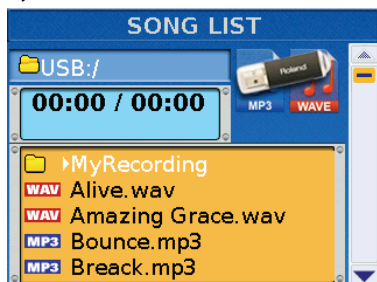 SONG LIST
USB:/
Roland
00:00 / 00:00
MP3 WAVE
MyRecording
WAV Alive.wav
WAV Amazing Grace.wav
MP3 Bounce.mp3
MP3 Breack.mp3